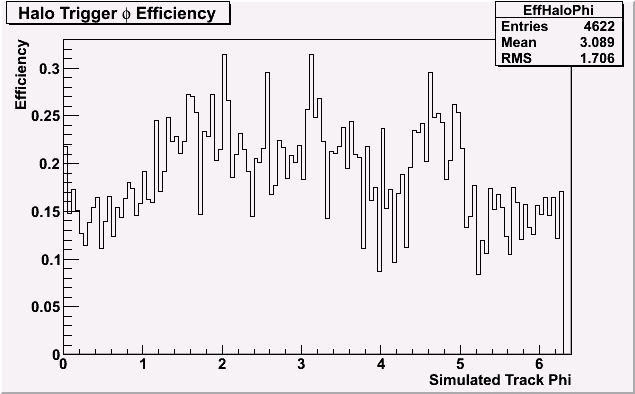 Halo Trigger ϕ Efficiency
EffHaloPhi
Entries 4622
Mean 3.089
RMS 1.706
Efficiency
0.3
0.25
0.2
0.15
0.1
0.05
0
0 1 2 3 4 5 6
Simulated Track Phi